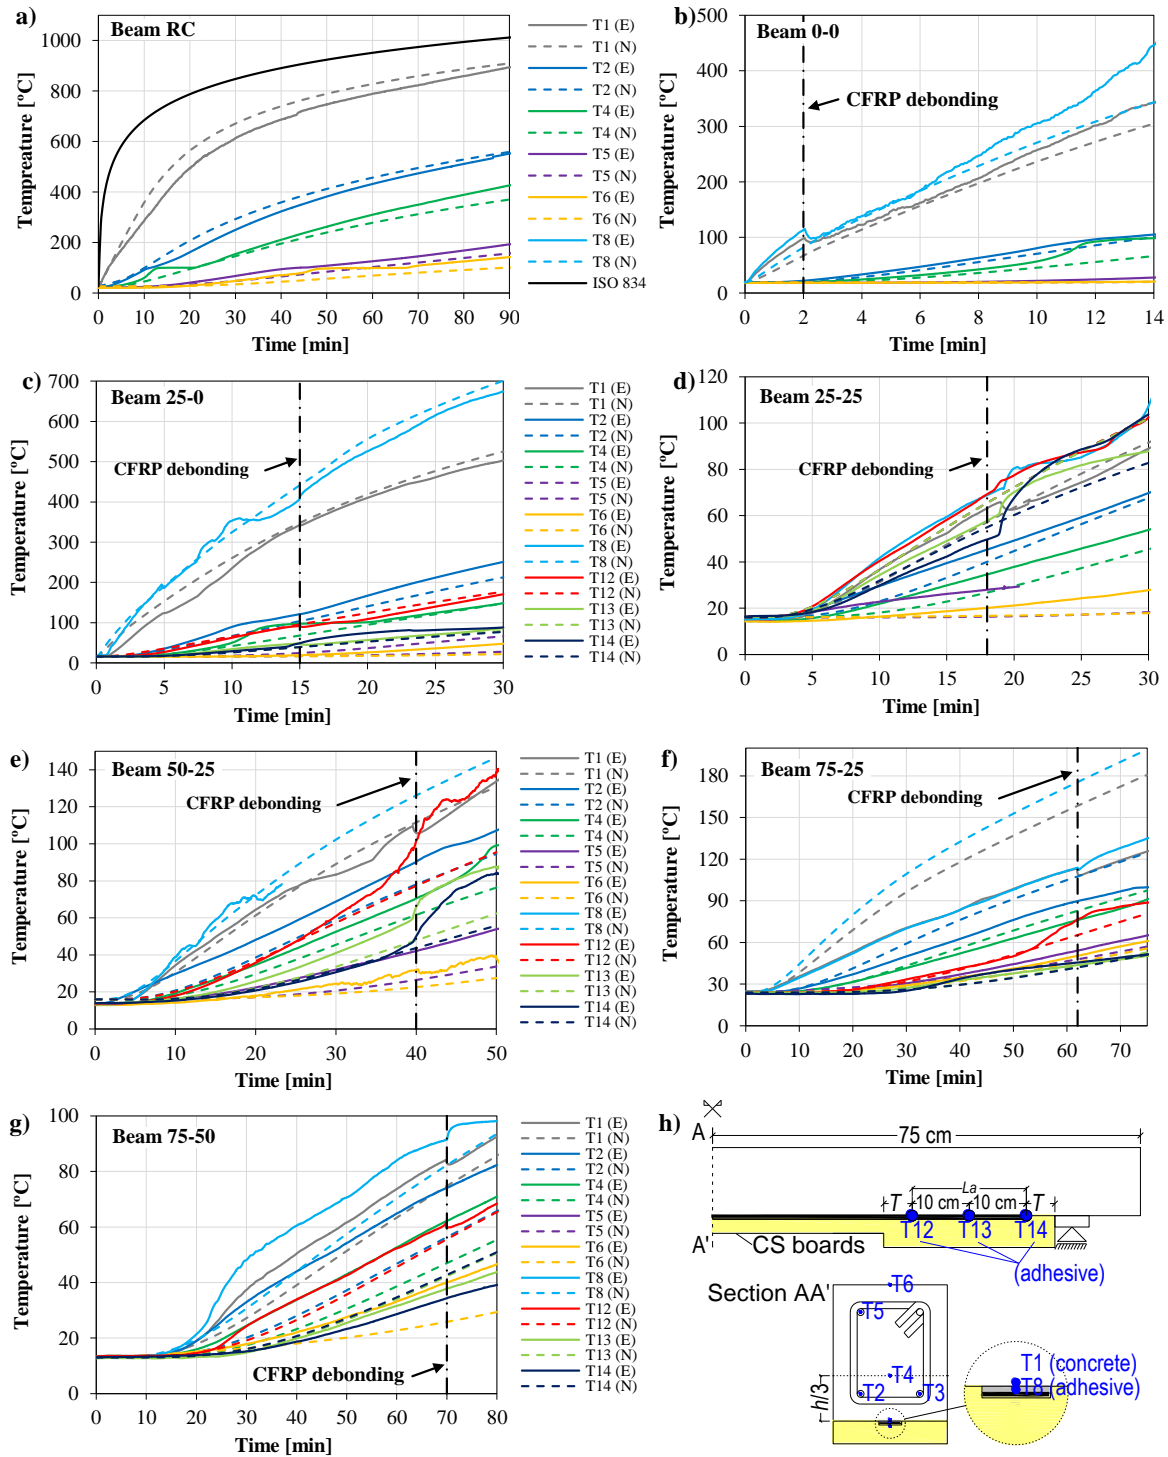 a)
Beam RC
Tempreature [ºC]
1000
800
600
400
200
0
0 10 20 30 40 50 60 70 80 90
Time [min]
T1 (E)
T1 (N)
T2 (E)
T2 (N)
T4 (E)
T4 (N)
T5 (E)
T5 (N)
T6 (E)
T6 (N)
T8 (E)
T8 (N)
ISO 834
b)
Beam 0-0
CFRP debonding
Temperature [ºC]
500
400
300
200
100
0
0 2 4 6 8 10 12 14
Time [min]
c)
Beam 25-0
CFRP debonding
Temperature [ºC]
700
600
500
400
300
200
100
0
0 5 10 15 20 25 30
Time [min]
T1 (E)
T1 (N)
T2 (E)
T2 (N)
T4 (E)
T4 (N)
T5 (E)
T5 (N)
T6 (E)
T6 (N)
T8 (E)
T8 (N)
T12 (E)
T12 (N)
T13 (E)
T13 (N)
T14 (E)
T14 (N)
d)
Beam 25-25
CFRP debonding
Temperature [ºC]
120
100
80
60
40
20
0
0 5 10 15 20 25 30
Time [min]
e)
Beam 50-25
CFRP debonding
Temperature [ºC]
140
120
100
80
60
40
20
0
0 10 20 30 40 50
Time [min]
T1 (E)
T1 (N)
T2 (E)
T2 (N)
T4 (E)
T4 (N)
T5 (E)
T5 (N)
T6 (E)
T6 (N)
T8 (E)
T8 (N)
T12 (E)
T12 (N)
T13 (E)
T13 (N)
T14 (E)
T14 (N)
f)
Beam 75-25
CFRP debonding
Temperature [ºC]
180
150
120
90
60
30
0
0 10 20 30 40 50 60 70
Time [min]
g)
Beam 75-50
CFRP debonding
Temperature [ºC]
100
80
60
40
20
0
0 10 20 30 40 50 60 70 80
Time [min]
T1 (E)
T1 (N)
T2 (E)
T2 (N)
T4 (E)
T4 (N)
T5 (E)
T5 (N)
T6 (E)
T6 (N)
T8 (E)
T8 (N)
T12 (E)
T12 (N)
T13 (E)
T13 (N)
T14 (E)
T14 (N)
h)
A
75 cm
La
T 10 cm 10 cm T
T12 T13 T14
A'
CS boards
(adhesive)
Section AA'
T6
T5
T4
T2 T3
h/3
T1 (concrete)
T8 (adhesive)